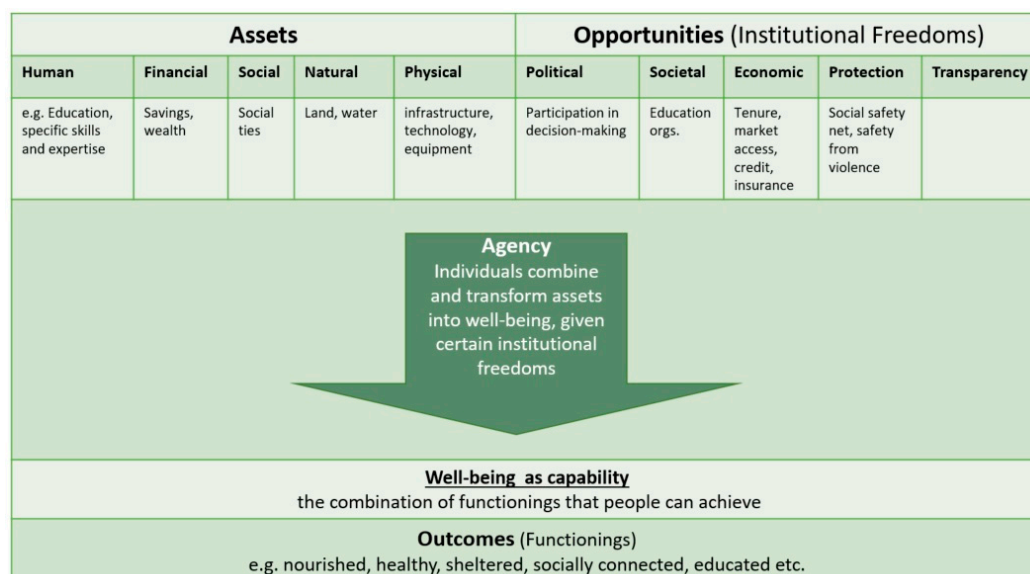 Assets
Opportunities (Institutional Freedoms)
Human
Financial
Social
Natural
Physical
Political
Societal
Economic
Protection
Transparency
e.g. Education,
specific skills
and expertise
Savings,
wealth
Social
ties
Land, water
infrastructure,
technology,
equipment
Participation in
decision-making
Education
orgs.
Tenure,
market
access,
credit,
insurance
Social safety
net, safety
from
violence
Agency
Individuals combine
and transform assets
into well-being, given
certain institutional
freedoms
Well-being as capability
the combination of functionings that people can achieve
Outcomes (Functionings)
e.g. nourished, healthy, sheltered, socially connected, educated etc.